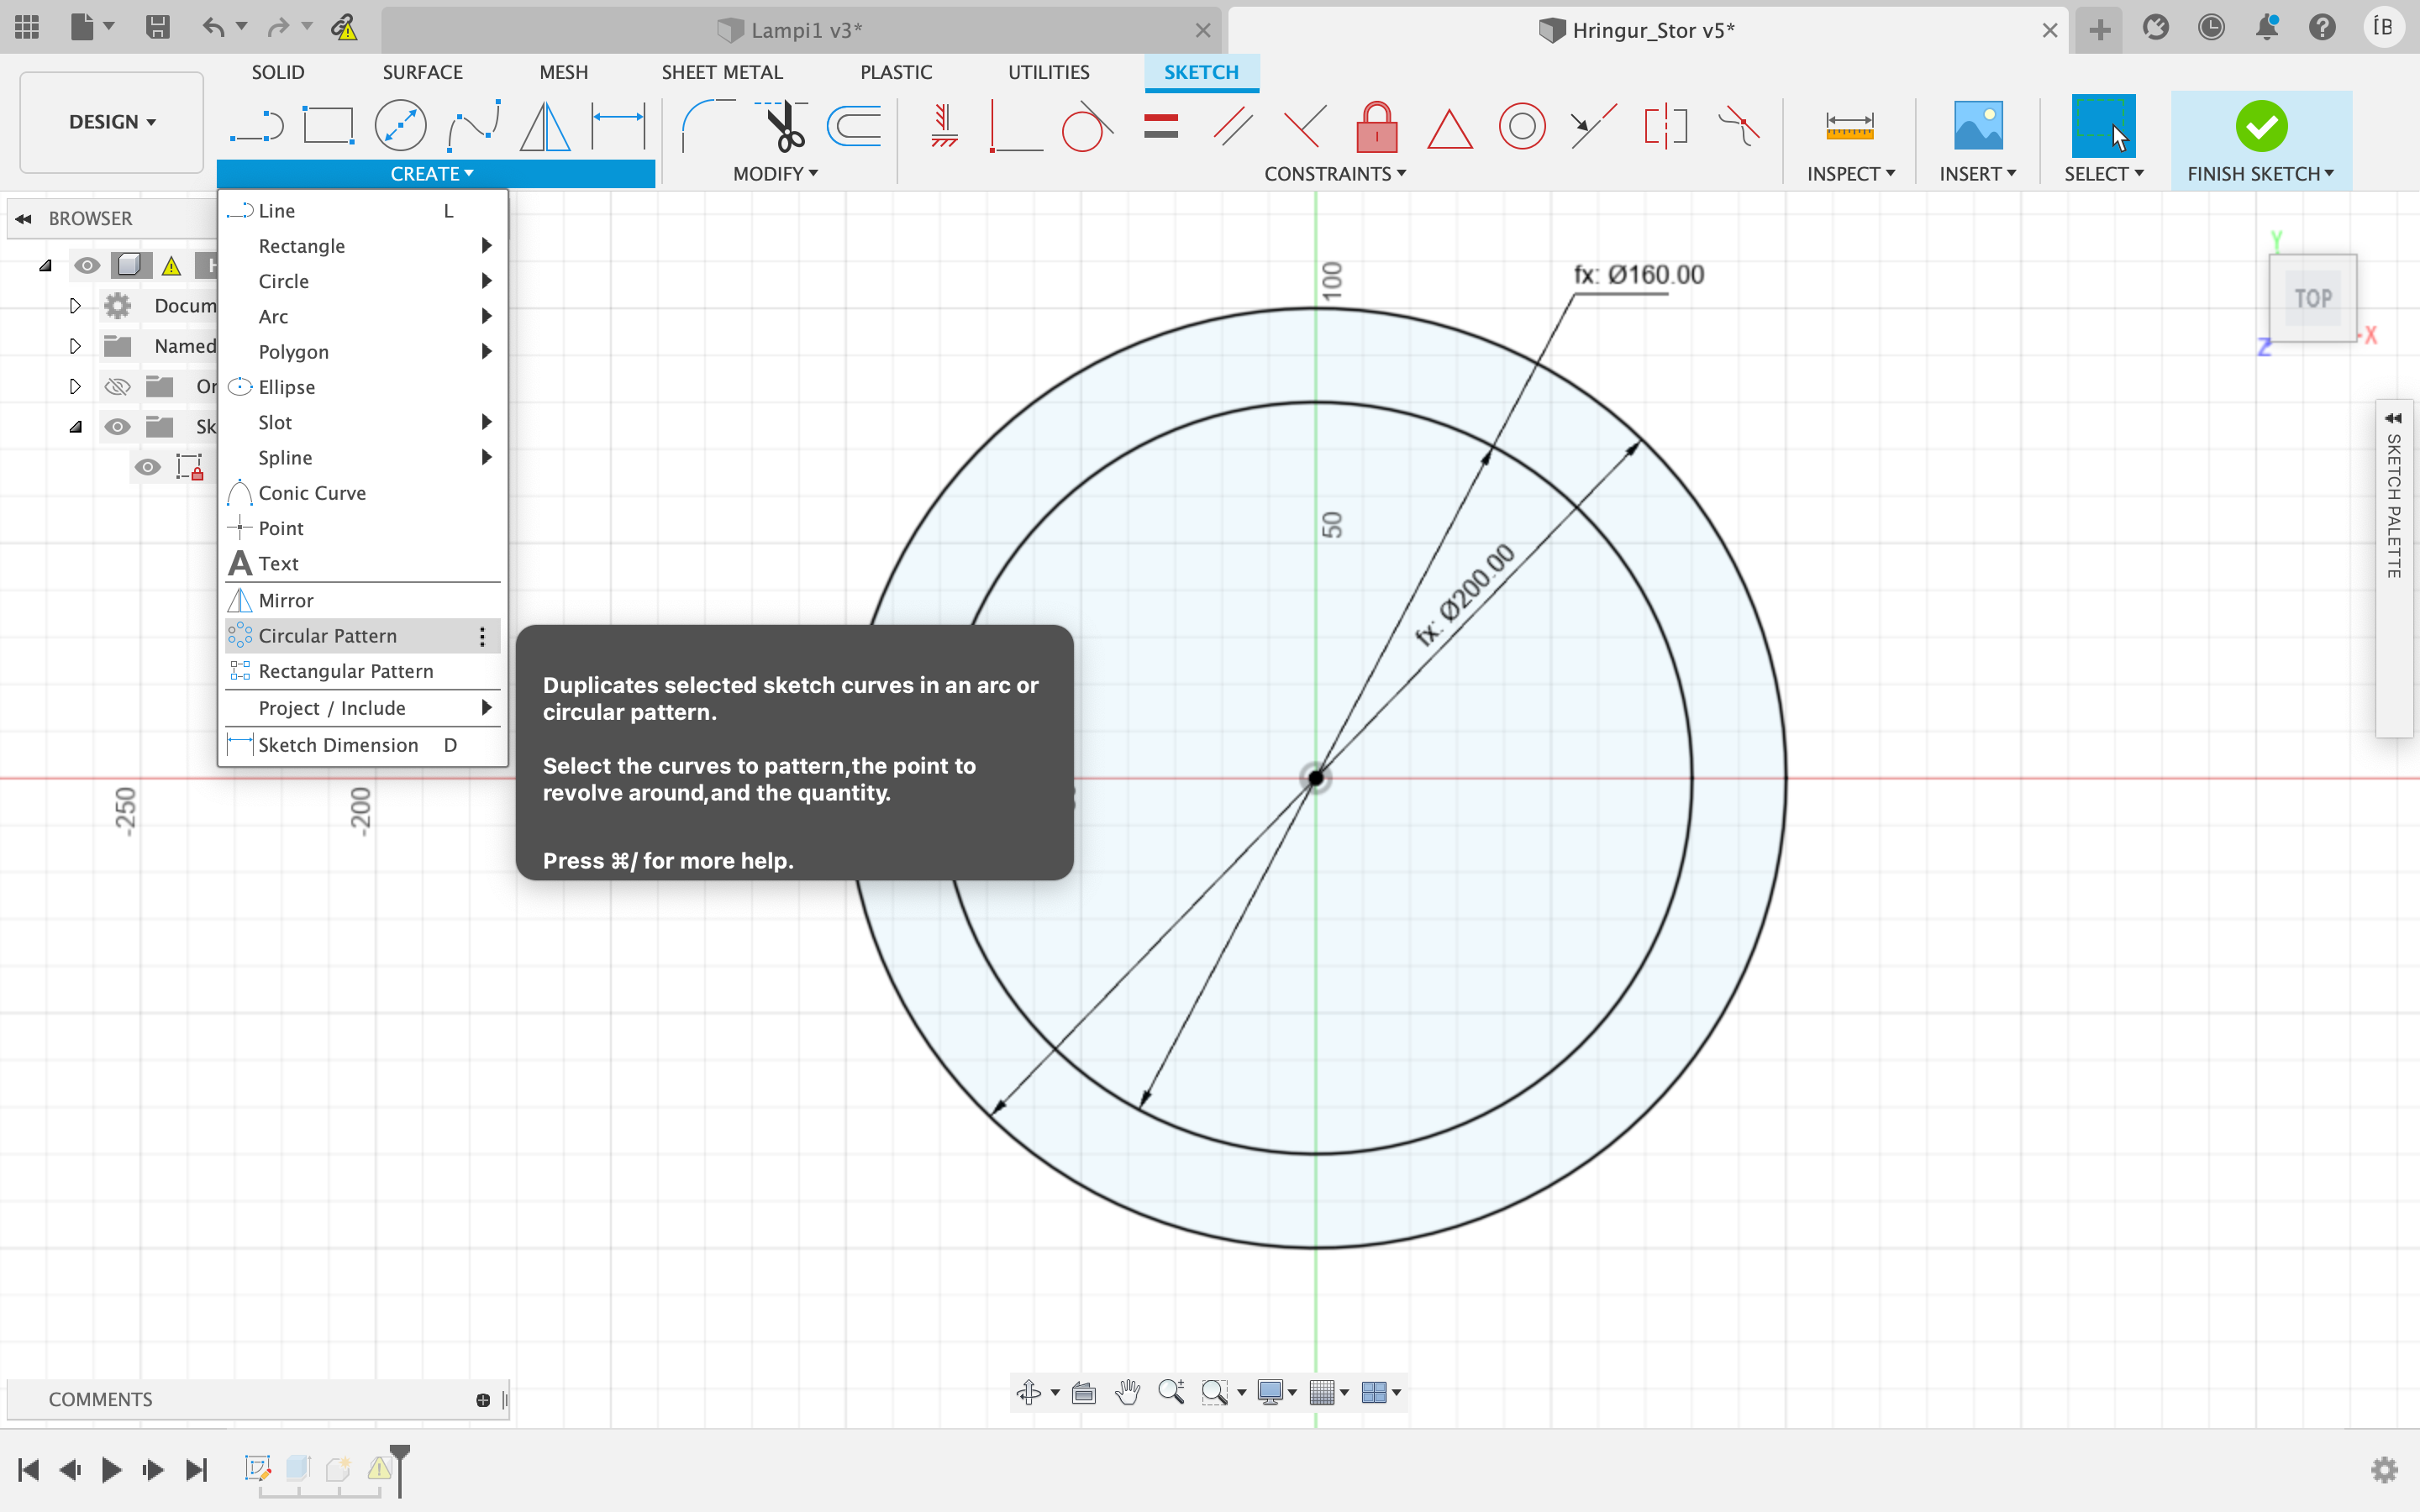 Lampi1 v3*
Hringur_Stor v5*
ÍB
DESIGN
SOLID
SURFACE
MESH
SHEET METAL
PLASTIC
UTILITIES
SKETCH
CREATE
MODIFY
CONSTRAINTS
INSPECT
INSERT
SELECT
FINISH SKETCH
BROWSER
H
Docum
Named
Or
Sk
Line L
Rectangle
Circle
Arc
Polygon
Ellipse
Slot
Spline
Conic Curve
Point
A Text
Mirror
Circular Pattern
Rectangular Pattern
Project / Include
Sketch Dimension D
Duplicates selected sketch curves in an arc or
circular pattern.
Select the curves to pattern,the point to
revolve around,and the quantity.
Press ⌘/ for more help.
100
50
fx: Ø160.00
fx: Ø200.00
-250
-200
Y
TOP
Z
-X
SKETCH PALETTE
COMMENTS